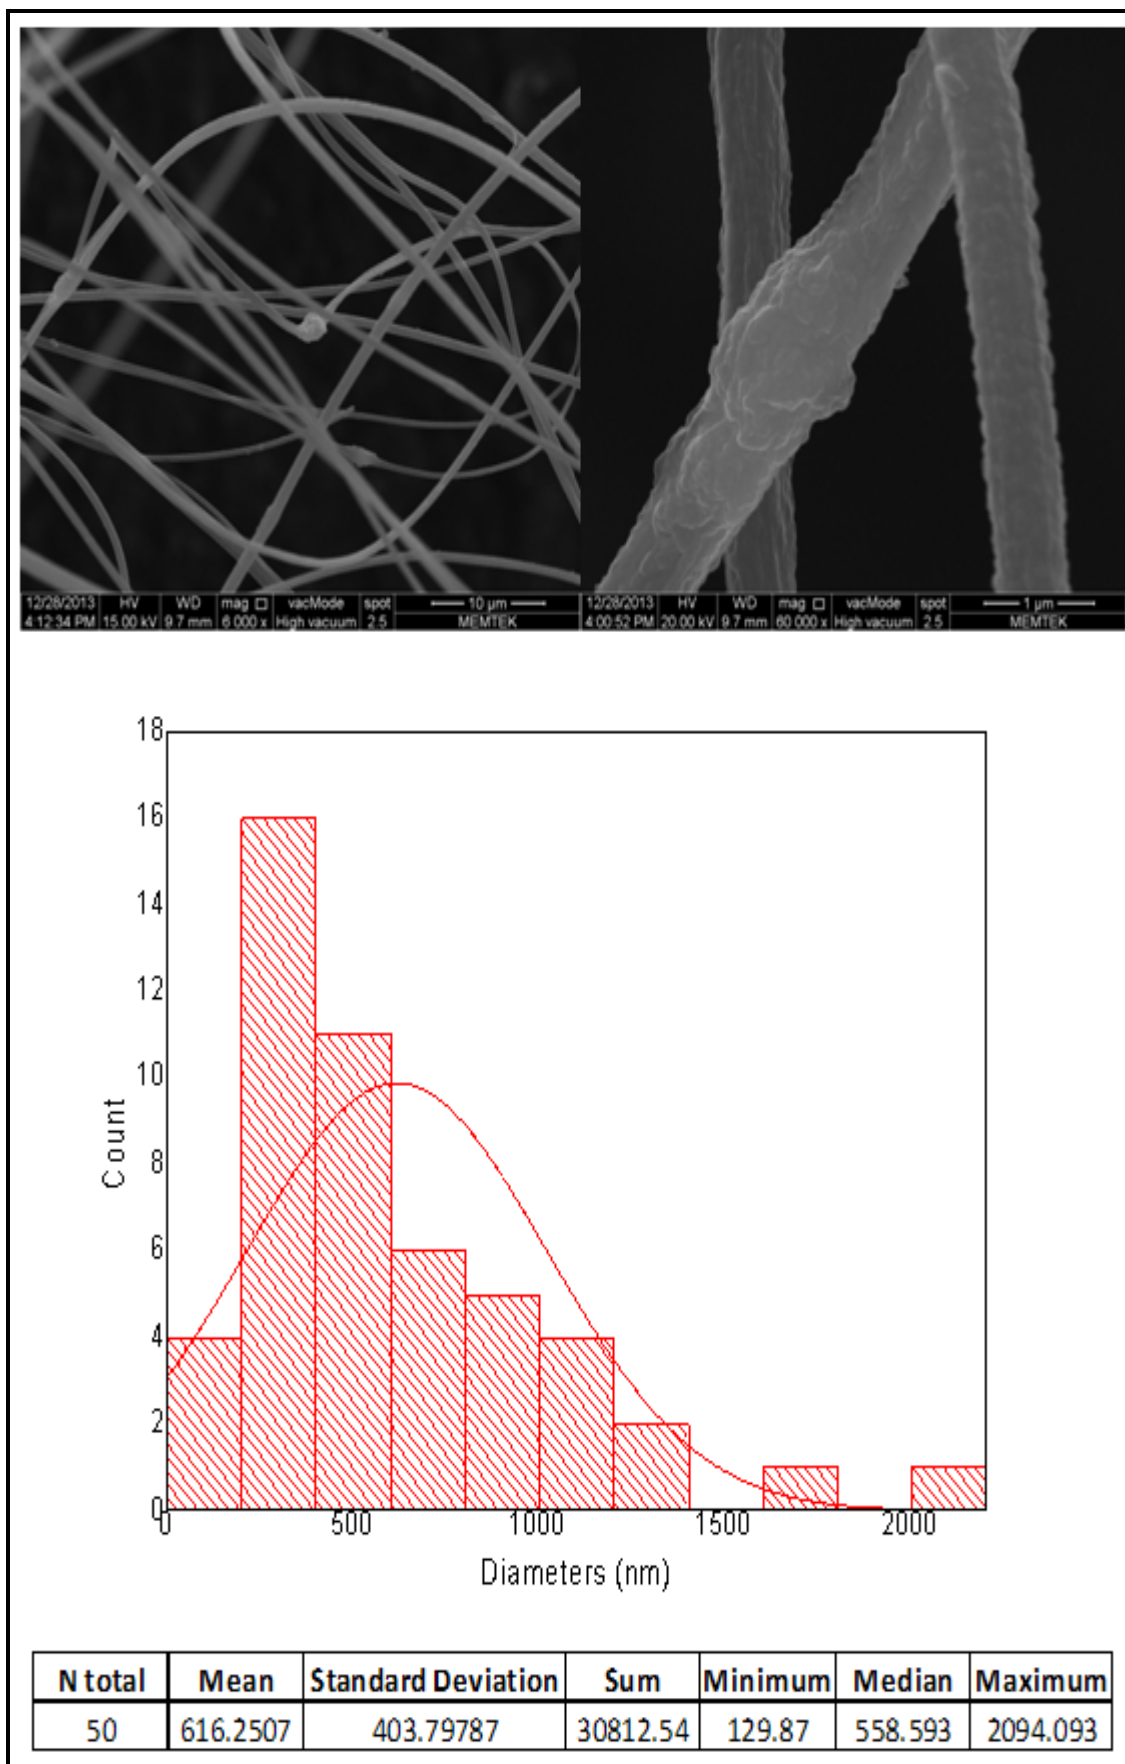 12/28/2013 HV WD mag □ vacMode spot 10 µm
4:12:34 PM 15.00 kV 9.7 mm 6 000 x High vacuum 2.5 MEMTEK
12/28/2013 HV WD mag □ vacMode spot 1 µm
4:00:52 PM 20.00 kV 9.7 mm 60 000 x High vacuum 2.5 MEMTEK
18
16
14
12
10
8
6
4
2
0
Count
0 500 1000 1500 2000
Diameters (nm)
N total Mean Standard Deviation Sum Minimum Median Maximum
50 616.2507 403.79787 30812.54 129.87 558.593 2094.093